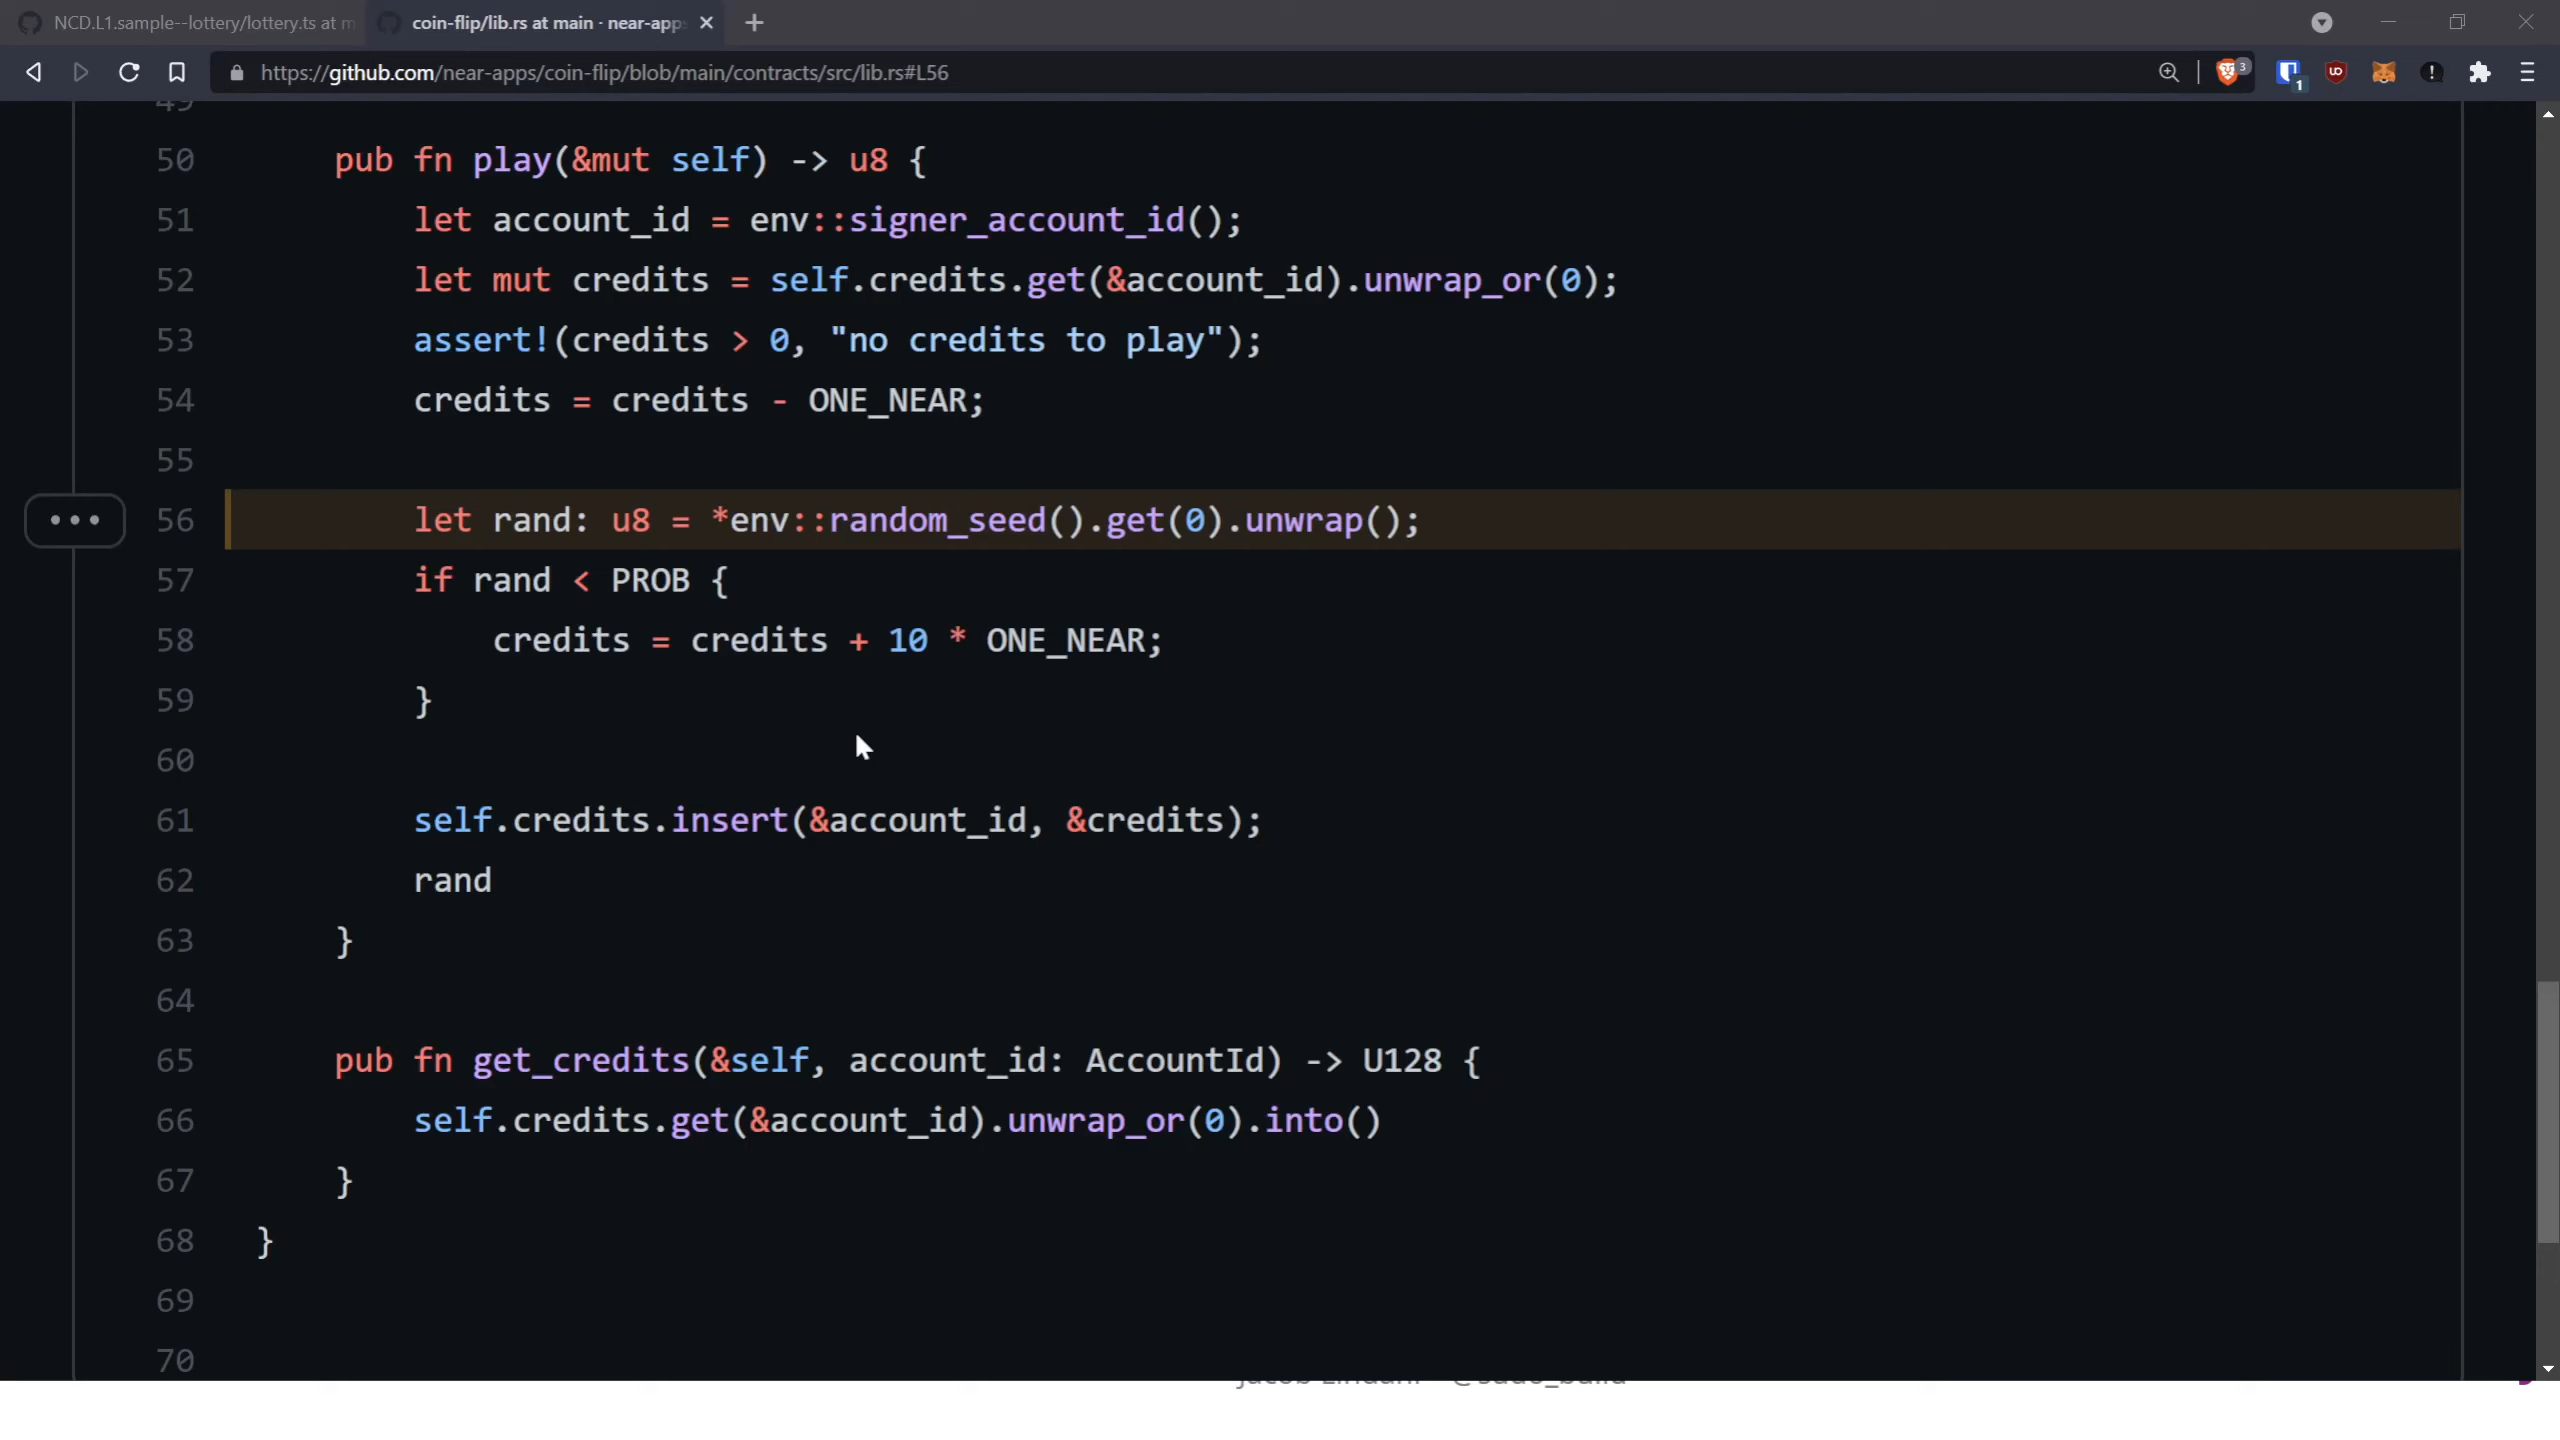 NCD.L1.sample--lottery/lottery.ts at m
coin-flip/lib.rs at main · near-app
https://github.com/near-apps/coin-flip/blob/main/contracts/src/lib.rs#L56
3
1
49
50 pub fn play(&mut self) -> u8 {
51 let account_id = env::signer_account_id();
52 let mut credits = self.credits.get(&account_id).unwrap_or(0);
53 assert!(credits > 0, "no credits to play");
54 credits = credits - ONE_NEAR;
55
56 let rand: u8 = *env::random_seed().get(0).unwrap();
57 if rand < PROB {
58 credits = credits + 10 * ONE_NEAR;
59 }
60
61 self.credits.insert(&account_id, &credits);
62 rand
63 }
64
65 pub fn get_credits(&self, account_id: AccountId) -> U128 {
66 self.credits.get(&account_id).unwrap_or(0).into()
67 }
68 }
69
70